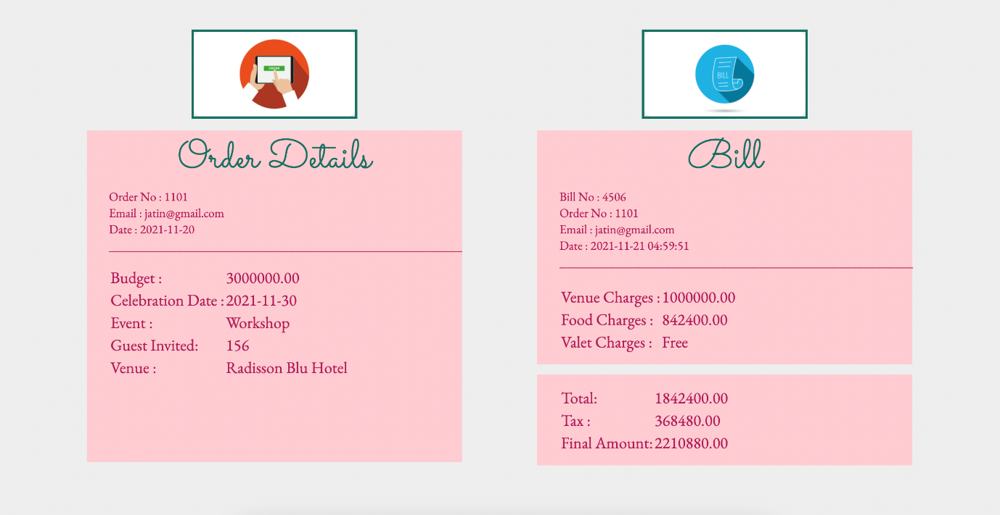 ORDER
Order Details
Order No : 1101
Email : jatin@gmail.com
Date : 2021-11-20
Budget : 3000000.00
Celebration Date : 2021-11-30
Event : Workshop
Guest Invited: 156
Venue : Radisson Blu Hotel
BILL
Bill
Bill No : 4506
Order No : 1101
Email : jatin@gmail.com
Date : 2021-11-21 04:59:51
Venue Charges : 1000000.00
Food Charges : 842400.00
Valet Charges : Free
Total: 1842400.00
Tax : 368480.00
Final Amount: 2210880.00